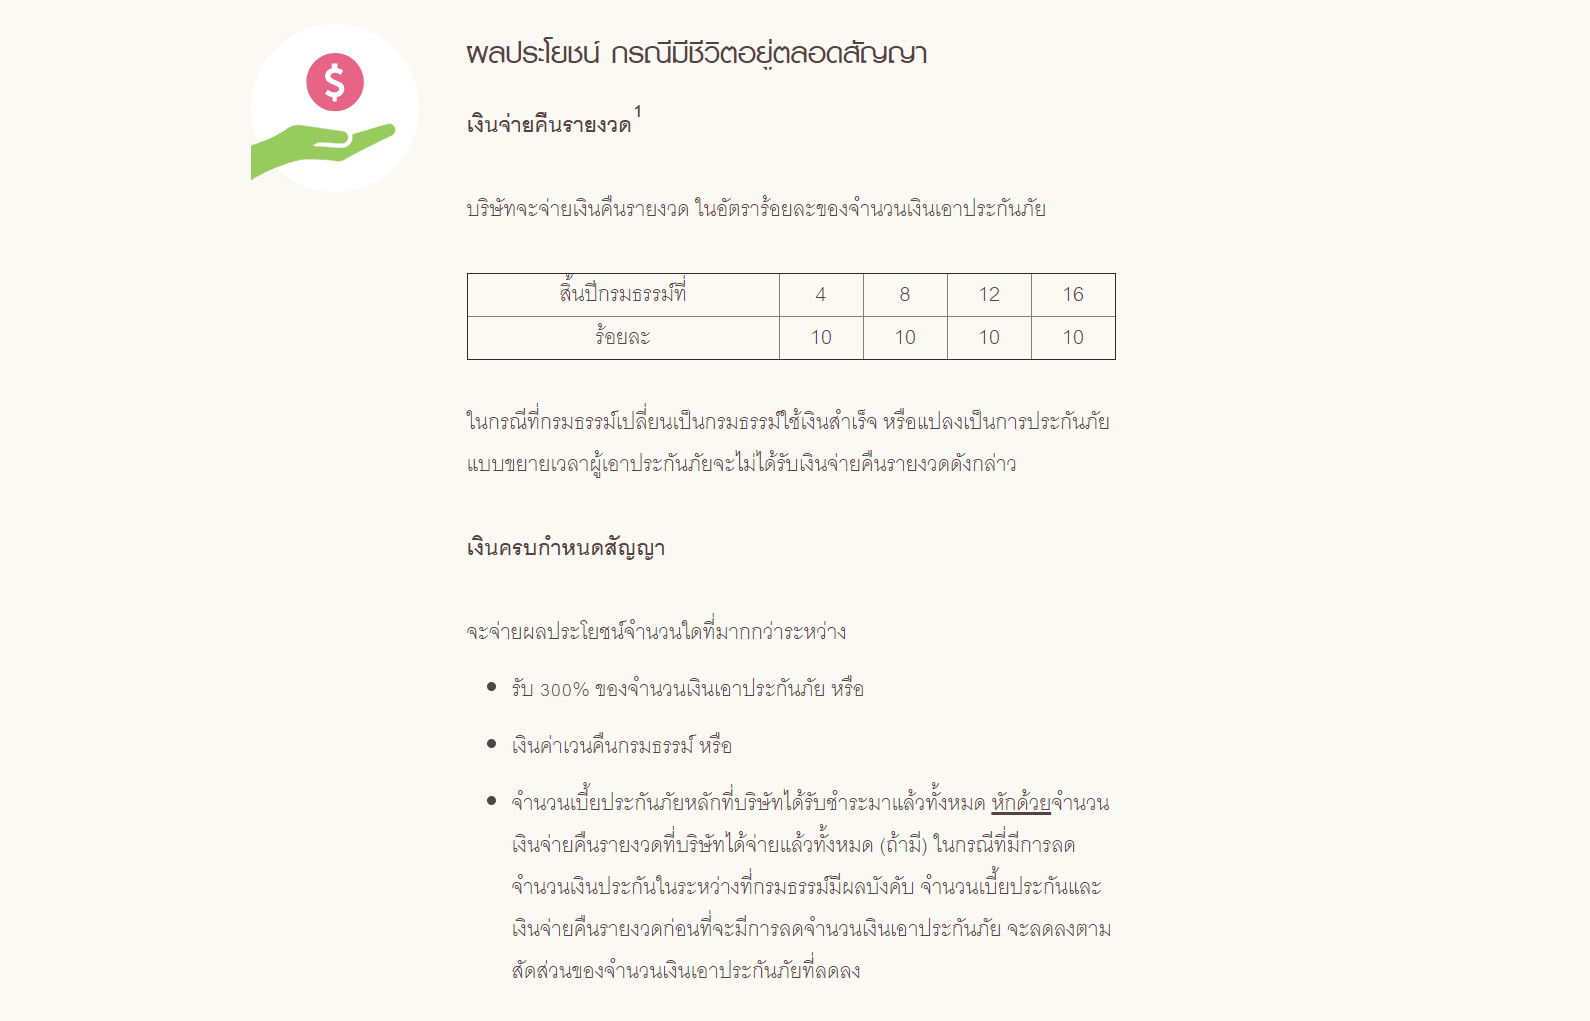 $
ผลประโยชน์ กรณีมีชีวิตอยู่ตลอดสัญญา
เงินจ่ายคืนรายงวด1
บริษัทจะจ่ายเงินคืนรายงวด ในอัตราร้อยละของจำนวนเงินเอาประกันภัย
สิ้นปีกรมธรรม์ที่ 4 8 12 16
ร้อยละ 10 10 10 10
ในกรณีที่กรมธรรม์เปลี่ยนเป็นกรมธรรม์ใช้เงินสำเร็จ หรือแปลงเป็นการประกันภัย
แบบขยายเวลาผู้เอาประกันภัยจะไม่ได้รับเงินจ่ายคืนรายงวดดังกล่าว
เงินครบกำหนดสัญญา
จะจ่ายผลประโยชน์จำนวนใดที่มากกว่าระหว่าง
รับ 300% ของจำนวนเงินเอาประกันภัย หรือ
เงินค่าเวนคืนกรมธรรม์ หรือ
จำนวนเบี้ยประกันภัยหลักที่บริษัทได้รับชำระมาแล้วทั้งหมด หักด้วยจำนวน
เงินจ่ายคืนรายงวดที่บริษัทได้จ่ายแล้วทั้งหมด (ถ้ามี) ในกรณีที่มีการลด
จำนวนเงินประกันในระหว่างที่กรมธรรม์มีผลบังคับ จำนวนเบี้ยประกันและ
เงินจ่ายคืนรายงวดก่อนที่จะมีการลดจำนวนเงินเอาประกันภัย จะลดลงตาม
สัดส่วนของจำนวนเงินเอาประกันภัยที่ลดลง